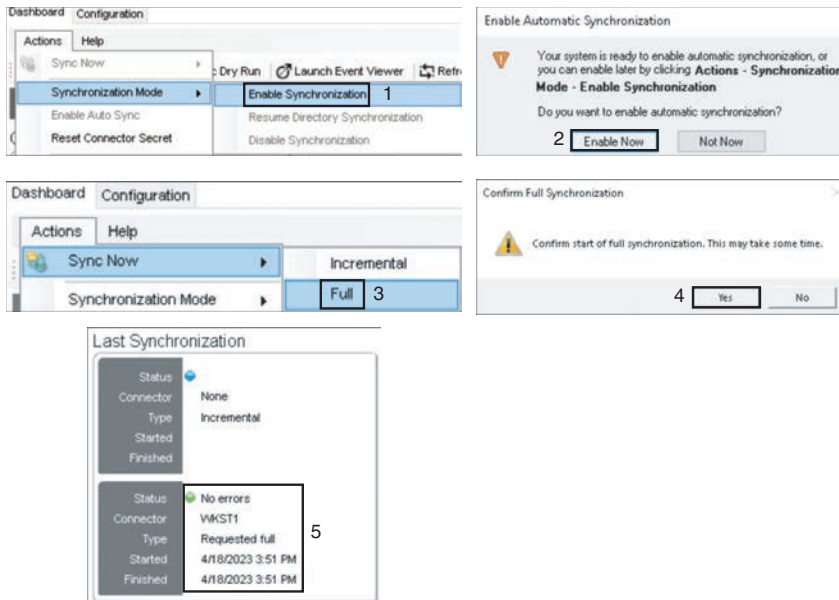 Dashboard Configuration
Actions Help
Sync Now
Dry Run Launch Event Viewer Refr
Synchronization Mode Enable Synchronization 1
Enable Auto Sync Resume Directory Synchronization
Reset Connector Secret Disable Synchronization
Enable Automatic Synchronization
Your system is ready to enable automatic synchronization, or
you can enable later by clicking Actions - Synchronization
Mode - Enable Synchronization
Do you want to enable automatic synchronization?
2 Enable Now Not Now
Dashboard Configuration
Actions Help
Sync Now Incremental
Synchronization Mode Full 3
Confirm Full Synchronization
Confirm start of full synchronization. This may take some time.
4 Yes No
Last Synchronization
Status
Connector None
Type Incremental
Started
Finished
Status No errors
Connector WKST1
Type Requested full 5
Started 4/18/2023 3:51 PM
Finished 4/18/2023 3:51 PM